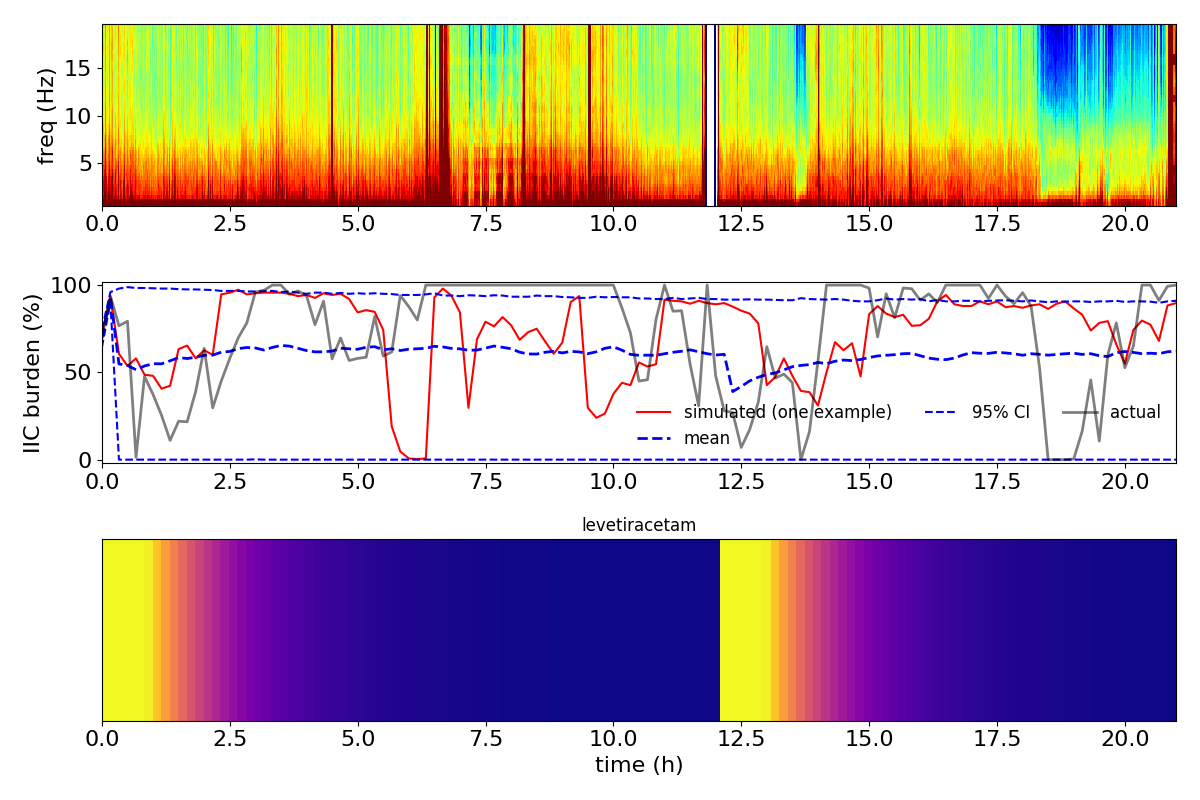 freq (Hz)
15
10
5
0.0 2.5 5.0 7.5 10.0 12.5 15.0 17.5 20.0
IIC burden (%)
100
50
0
simulated (one example) 95% CI actual
mean
0.0 2.5 5.0 7.5 10.0 12.5 15.0 17.5 20.0
levetiracetam
0.0 2.5 5.0 7.5 10.0 12.5 15.0 17.5 20.0
time (h)